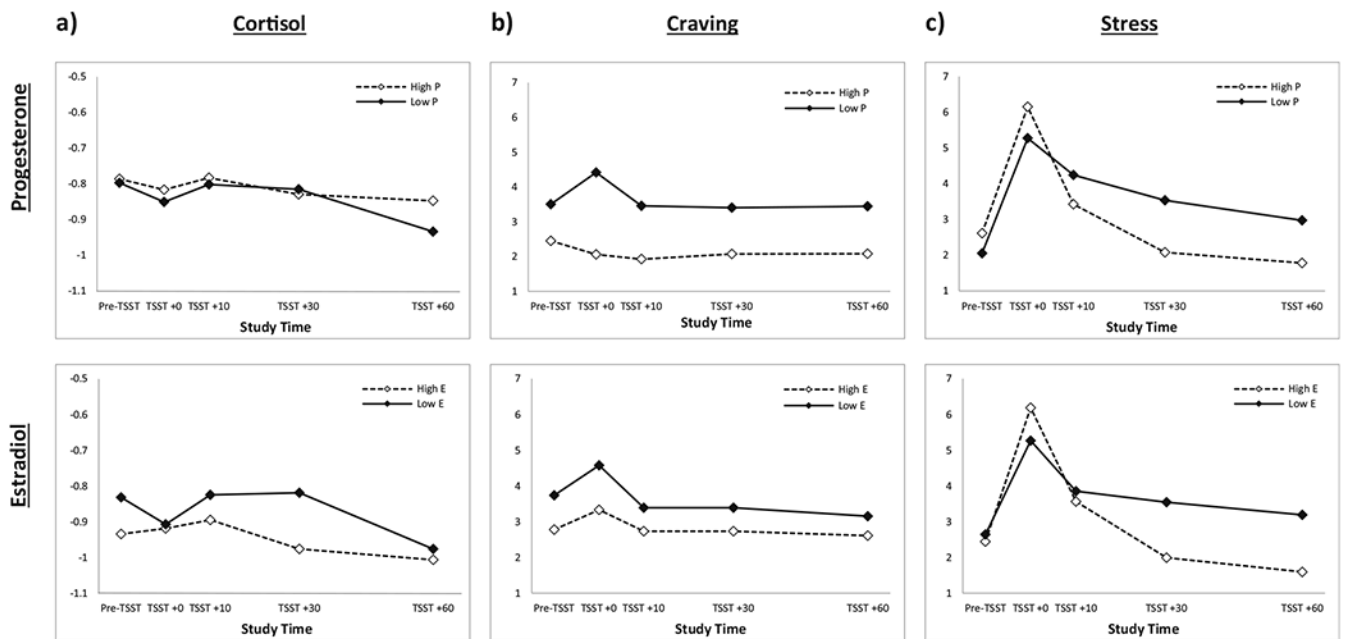 a) Cortisol
b) Craving
c) Stress
Progesterone
-0.5
-0.6
-0.7
-0.8
-0.9
-1
-1.1
High P
Low P
Pre-TSST TSST +0 TSST +10 TSST +30 TSST +60
Study Time
7
6
5
4
3
2
1
High P
Low P
Pre-TSST TSST +0 TSST +10 TSST +30 TSST +60
Study Time
7
6
5
4
3
2
1
High P
Low P
Pre-TSST TSST +0 TSST +10 TSST +30 TSST +60
Study Time
Estradiol
-0.5
-0.6
-0.7
-0.8
-0.9
-1
-1.1
High E
Low E
Pre-TSST TSST +0 TSST +10 TSST +30 TSST +60
Study Time
7
6
5
4
3
2
1
High E
Low E
Pre-TSST TSST +0 TSST +10 TSST +30 TSST +60
Study Time
7
6
5
4
3
2
1
High E
Low E
Pre-TSST TSST +0 TSST +10 TSST +30 TSST +60
Study Time